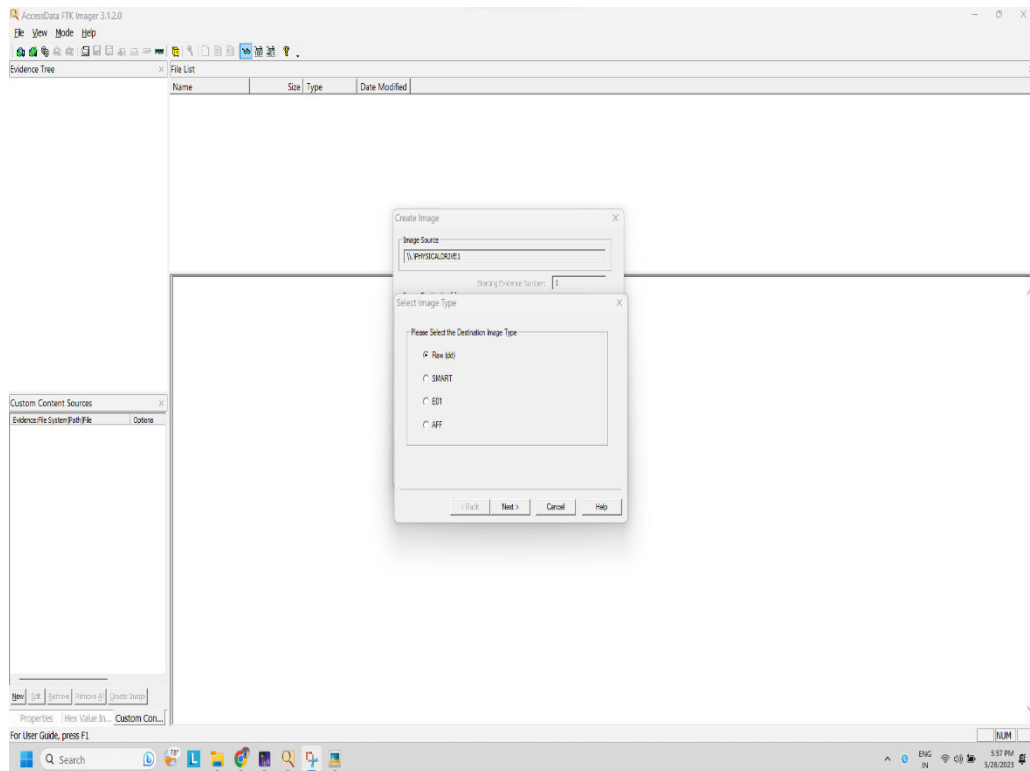 AccessData FTK Imager 3.1.2.0
File View Mode Help
Evidence Tree
File List
Name Size Type Date Modified
Create Image
Image Source
\\.\PHYSICALDRIVE1
Starting Evidence Number: 1
Select Image Type
Please Select the Destination Image Type
Raw (dd)
SMART
E01
AFF
< Back Next > Cancel Help
Custom Content Sources
Evidence:File System|Path|File Options
New Edit Remove Remove All Create Image
Properties Hex Value In... Custom Con...
For User Guide, press F1
NUM
78°
Search
ENG
IN
5:57 PM
5/28/2023